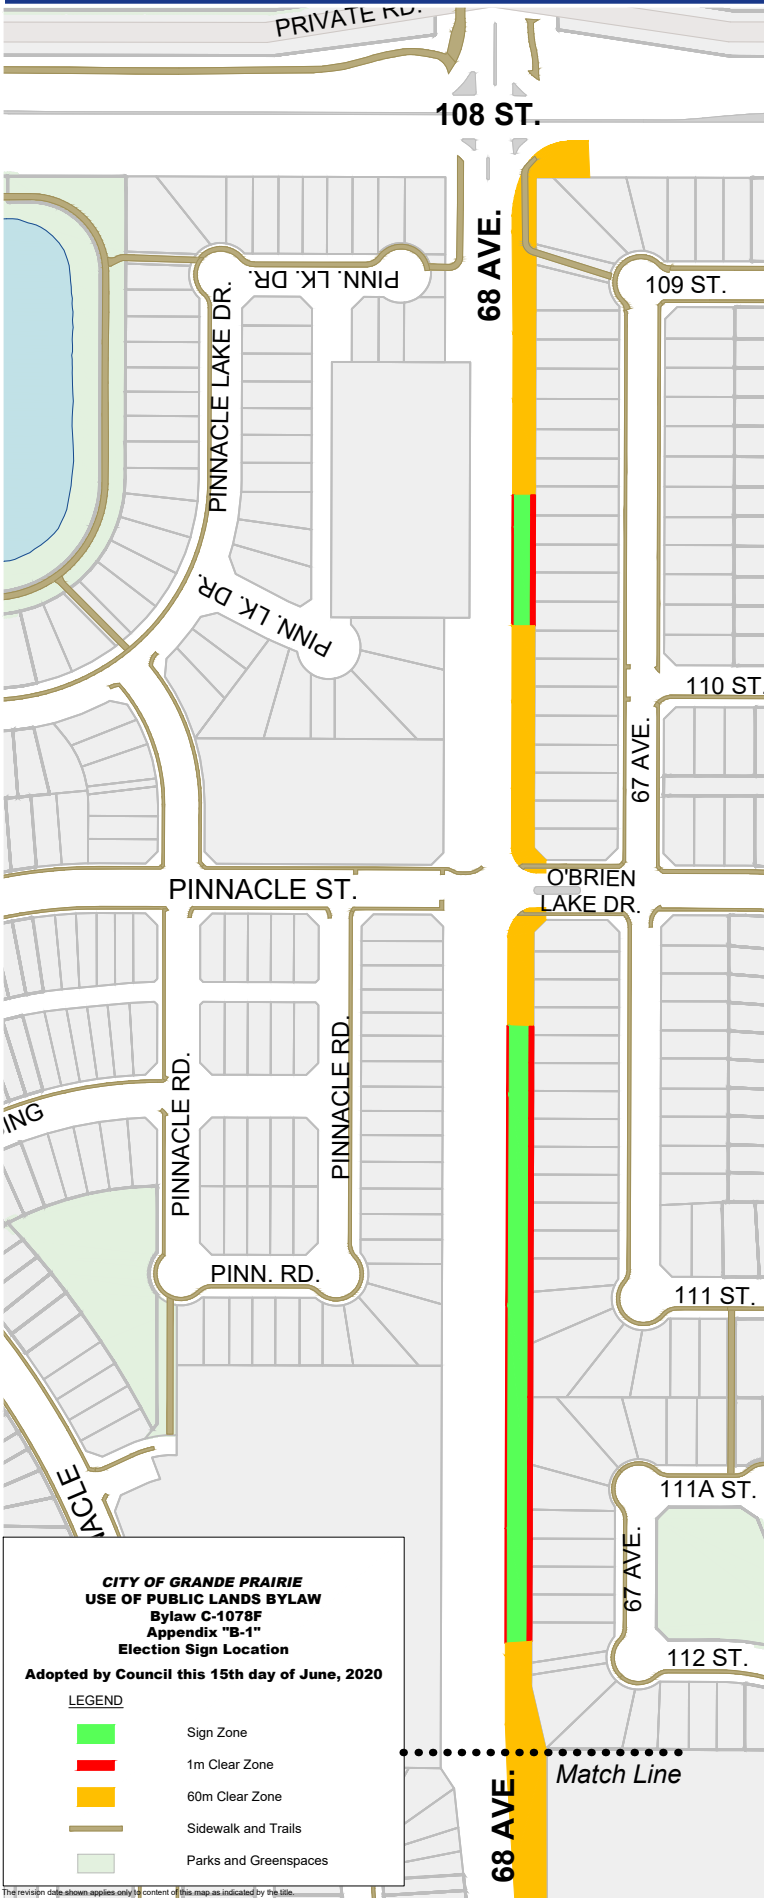 PRIVATE RD.
108 ST.
68 AVE.
PINN. LK. DR.
109 ST.
PINNACLE LAKE DR.
PINN. LK. DR.
110 ST.
67 AVE.
O'BRIEN
LAKE DR.
PINNACLE ST.
PINNACLE RD.
PINNACLE RD.
ING
PINN. RD.
111 ST.
111A ST.
67 AVE.
112 ST.
NACLE
CITY OF GRANDE PRAIRIE
USE OF PUBLIC LANDS BYLAW
Bylaw C-1078F
Appendix "B-1"
Election Sign Location
Adopted by Council this 15th day of June, 2020
LEGEND
Sign Zone
1m Clear Zone
60m Clear Zone
Sidewalk and Trails
Parks and Greenspaces
Match Line
68 AVE.
The revision date shown applies only to content of this map as indicated by the title.